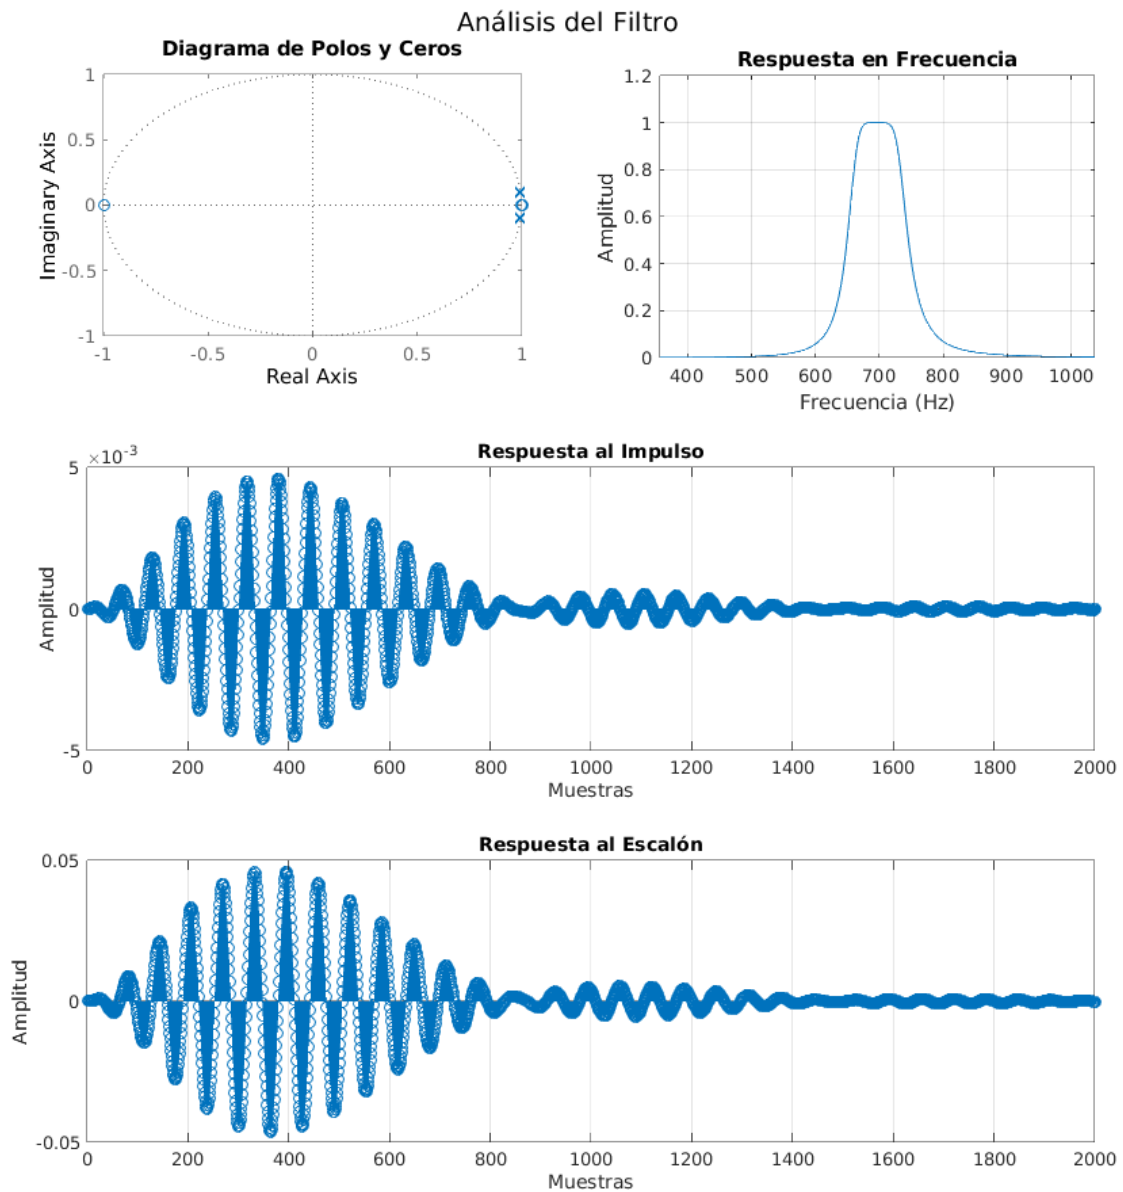 Análisis del Filtro
Diagrama de Polos y Ceros
1
0.5
0
-0.5
-1
-1 -0.5 0 0.5 1
Imaginary Axis
Real Axis
Respuesta en Frecuencia
1.2
1
0.8
0.6
0.4
0.2
0
400 500 600 700 800 900 1000
Amplitud
Frecuencia (Hz)
Respuesta al Impulso
×10-3
5
0
-5
0 200 400 600 800 1000 1200 1400 1600 1800 2000
Amplitud
Muestras
Respuesta al Escalón
0.05
0
-0.05
0 200 400 600 800 1000 1200 1400 1600 1800 2000
Amplitud
Muestras